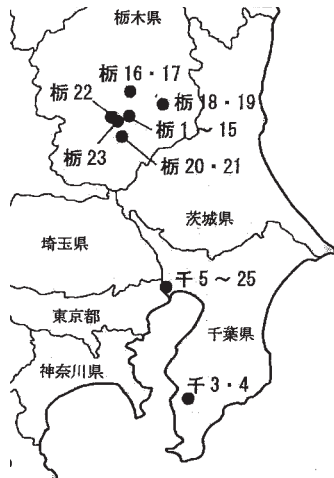 栃木県
栃 16・17
栃 22
栃 18・19
栃 1 ～ 15
栃 23
栃 20・21
茨城県
埼玉県
千 5 ～ 25
東京都
千葉県
神奈川県
千 3・4